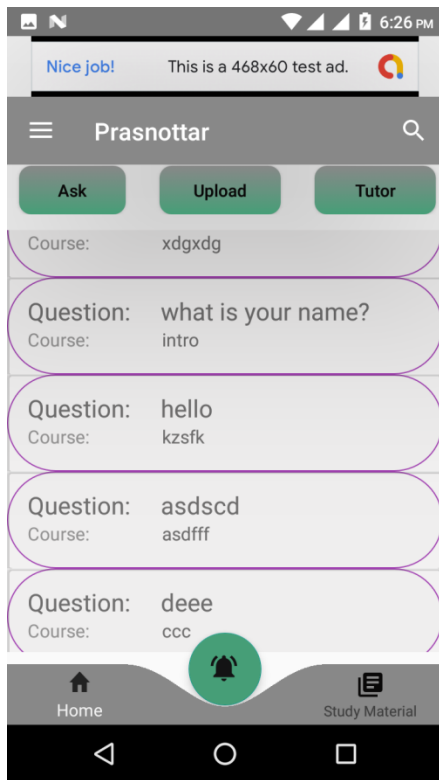 6:26 PM
Nice job! This is a 468x60 test ad.
Prasnottar
Ask Upload Tutor
Course: xdgxdg
Question: what is your name?
Course: intro
Question: hello
Course: kzsfk
Question: asdscd
Course: asdfff
Question: deee
Course: ccc
Home Study Material